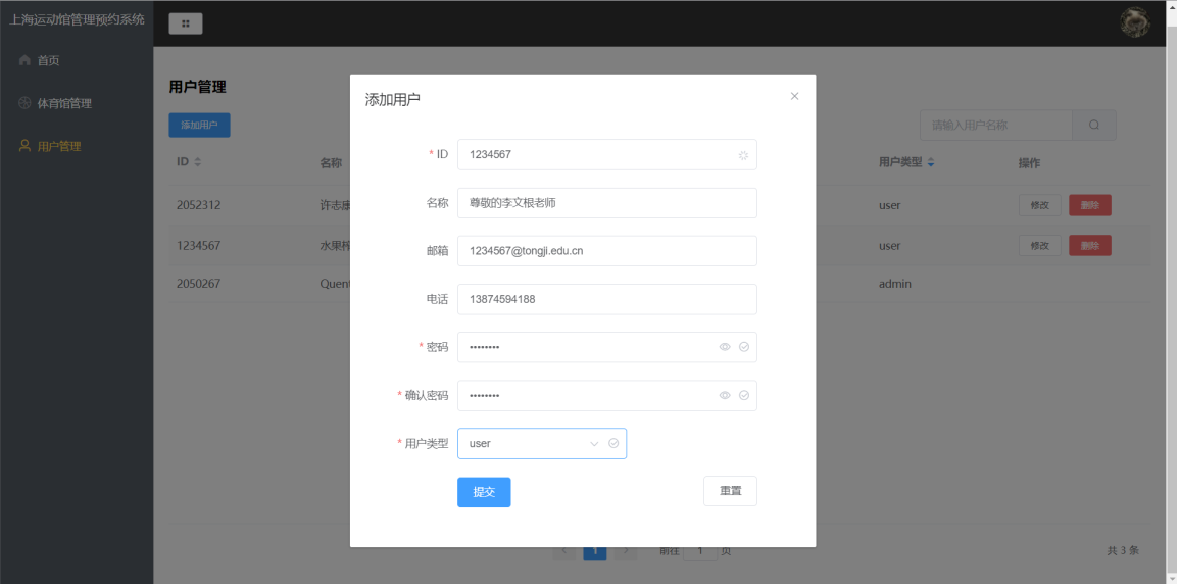 上海运动馆管理预约系统
首页
体育馆管理
用户管理
用户管理
添加用户
请输入用户名称
ID 名称 用户类型 操作
2052312 许志康 user 修改 删除
1234567 水果 user 修改 删除
2050267 Quent admin
添加用户
* ID 1234567
名称 尊敬的李文根老师
邮箱 1234567@tongji.edu.cn
电话 13874594188
* 密码 ••••••••
* 确认密码 ••••••••
* 用户类型 user
提交 重置
1 前往 1 页 共 3 条